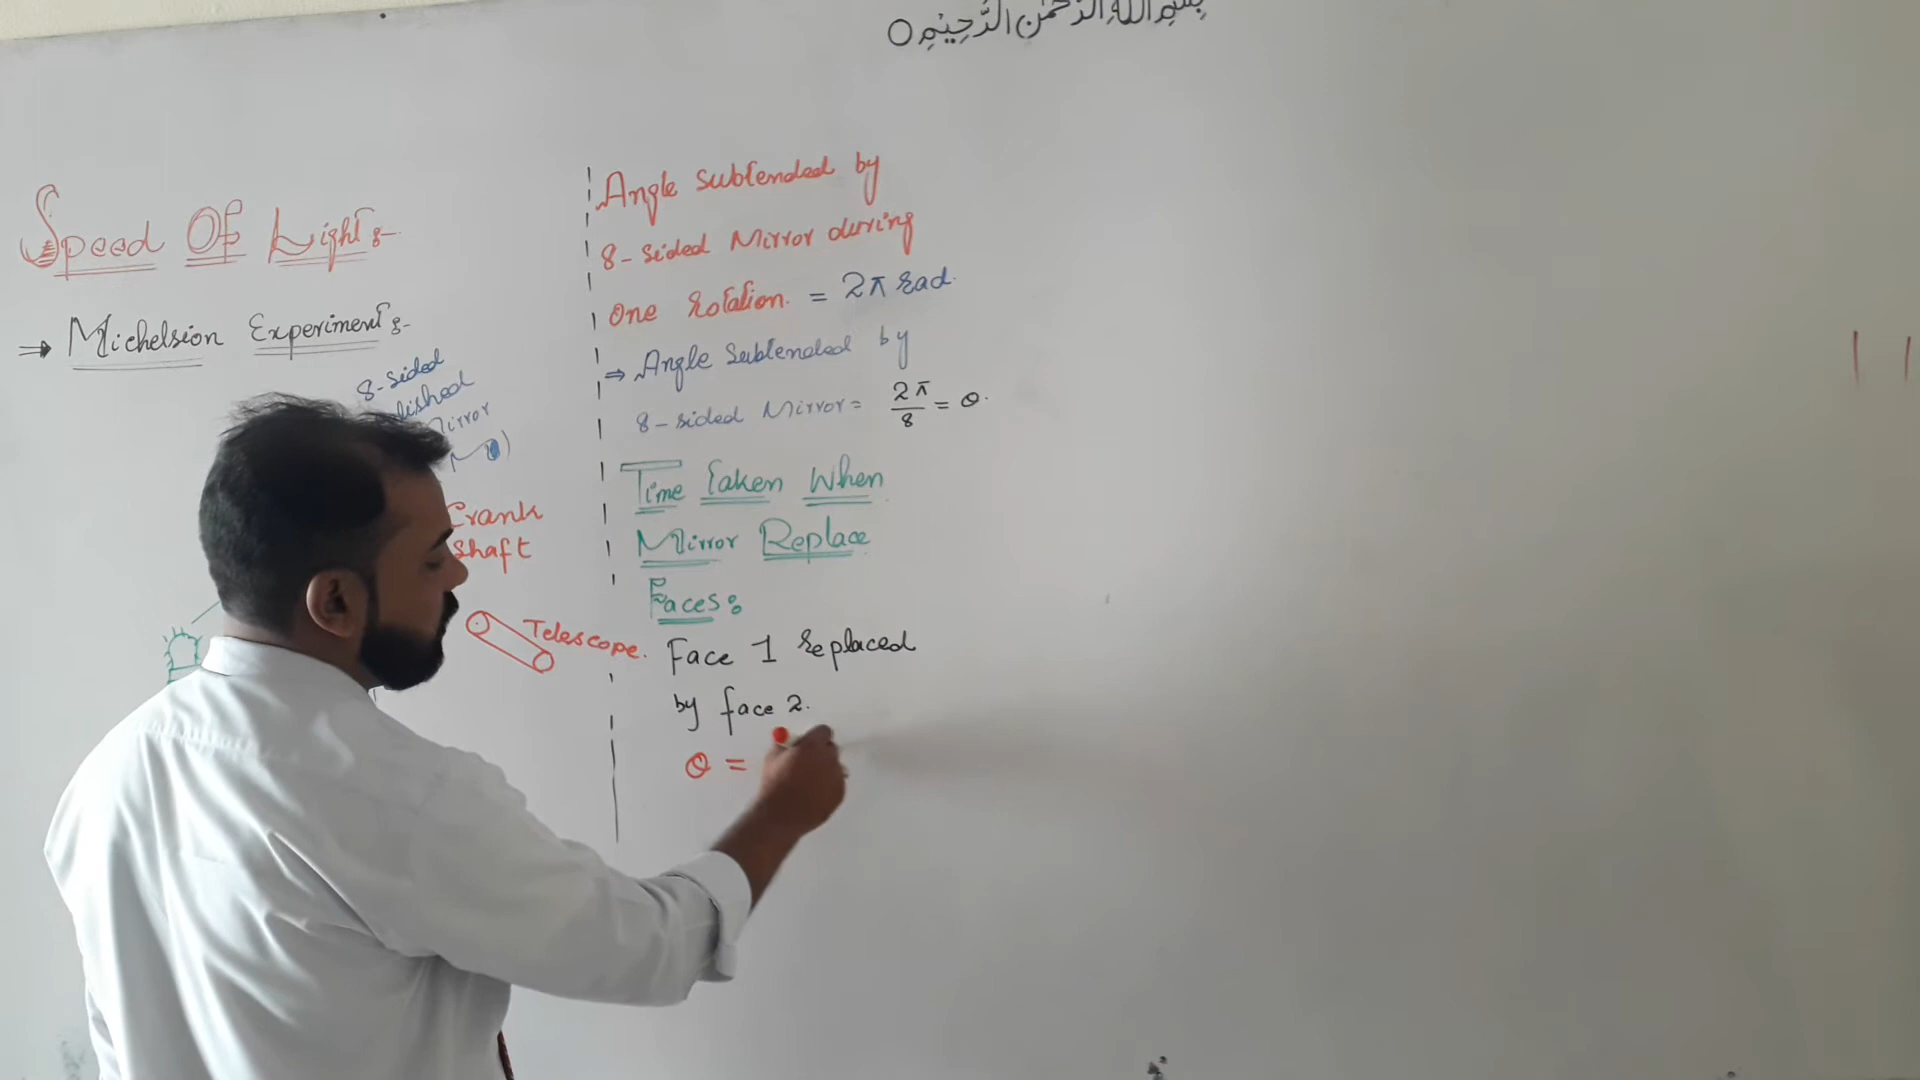 بِسْمِ اللهِ الرَّحْمٰنِ الرَّحِيْمِ
Speed Of Light:-
⇒ Michelsion Experiment:-
8-sided
lished
Mirror
Crank
shaft
Telescope.
Angle Subtended by
8-sided Mirror during
One rotation. = 2π rad.
⇒ Angle Subtended by
8-sided Mirror = 2π/8 = θ.
Time taken When
Mirror Replace
Faces:
Face 1 replaced
by face 2.
θ =